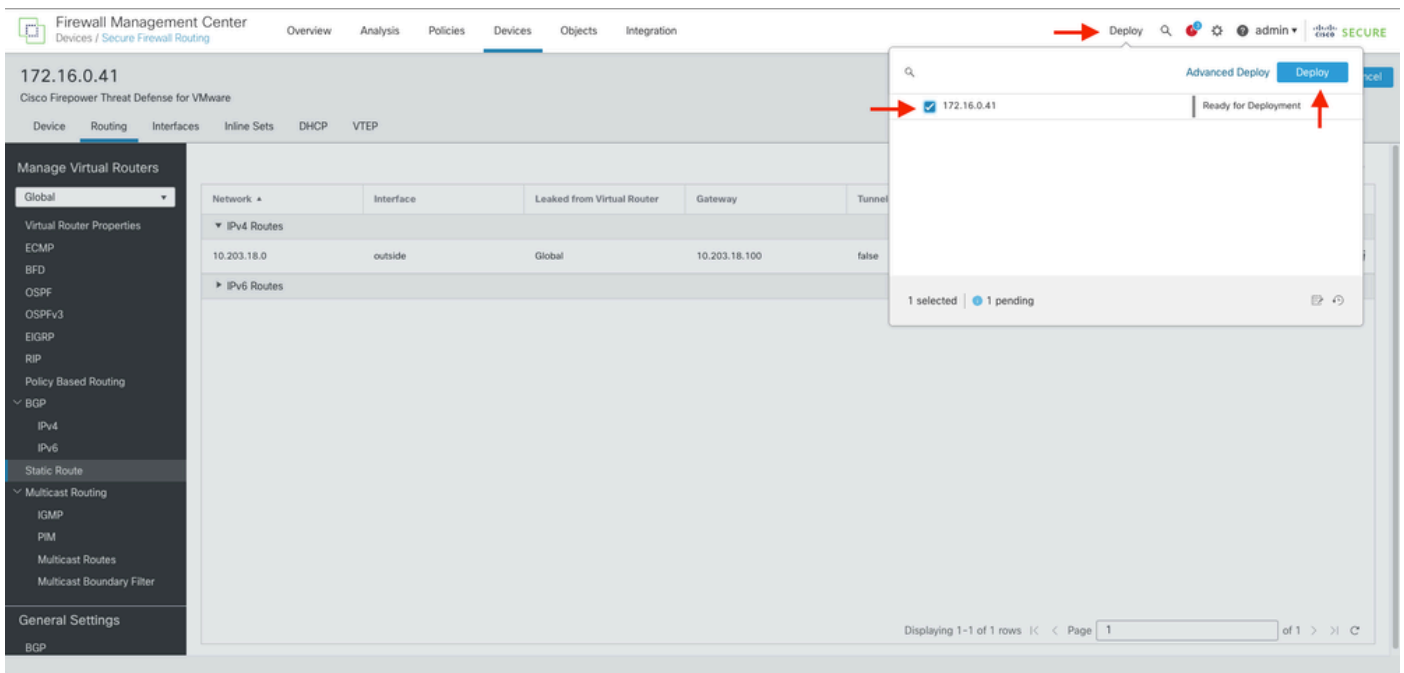 Firewall Management Center
Devices / Secure Firewall Routing
Overview Analysis Policies Devices Objects Integration
Deploy admin SECURE
172.16.0.41
Cisco Firepower Threat Defense for VMware
Device Routing Interfaces Inline Sets DHCP VTEP
Advanced Deploy Deploy
172.16.0.41 Ready for Deployment
1 selected 1 pending
Manage Virtual Routers
Global
Virtual Router Properties
ECMP
BFD
OSPF
OSPFv3
EIGRP
RIP
Policy Based Routing
BGP
IPv4
IPv6
Static Route
Multicast Routing
IGMP
PIM
Multicast Routes
Multicast Boundary Filter
General Settings
BGP
Network Interface Leaked from Virtual Router Gateway Tunnel
IPv4 Routes
10.203.18.0 outside Global 10.203.18.100 false
IPv6 Routes
Displaying 1-1 of 1 rows Page 1 of 1